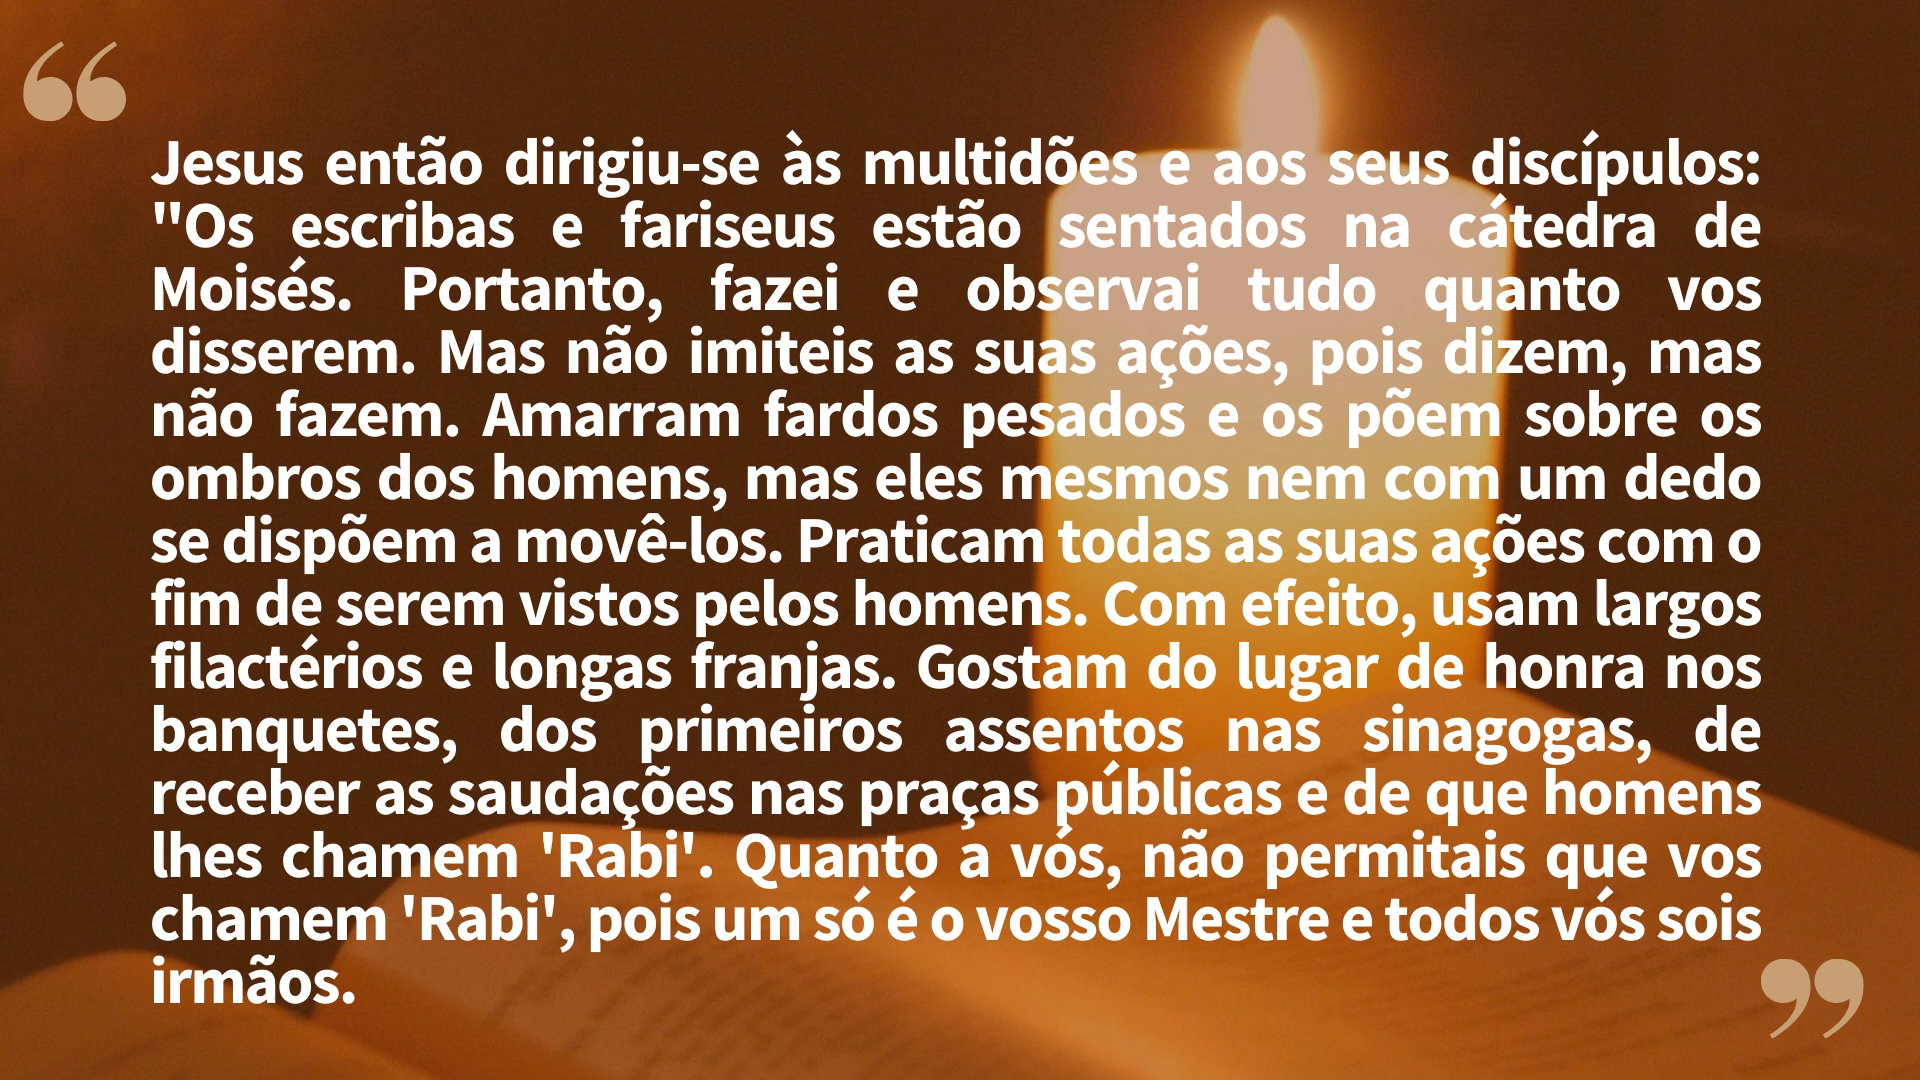 “
Jesus então dirigiu-se às multidões e aos seus discípulos:
"Os escribas e fariseus estão sentados na cátedra de
Moisés. Portanto, fazei e observai tudo quanto vos
disserem. Mas não imiteis as suas ações, pois dizem, mas
não fazem. Amarram fardos pesados e os põem sobre os
ombros dos homens, mas eles mesmos nem com um dedo
se dispõem a movê-los. Praticam todas as suas ações com o
fim de serem vistos pelos homens. Com efeito, usam largos
filactérios e longas franjas. Gostam do lugar de honra nos
banquetes, dos primeiros assentos nas sinagogas, de
receber as saudações nas praças públicas e de que homens
lhes chamem 'Rabi'. Quanto a vós, não permitais que vos
chamem 'Rabi', pois um só é o vosso Mestre e todos vós sois
irmãos.
”